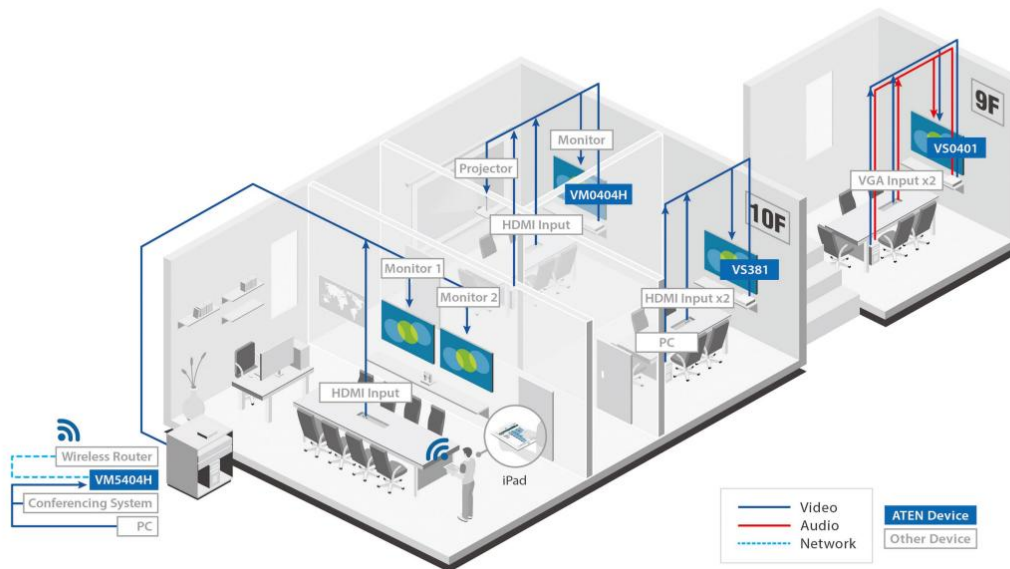 9F
VS0401
VGA Input x2
Monitor
Projector
VM0404H
10F
HDMI Input
VS381
Monitor 1
Monitor 2
HDMI Input x2
PC
HDMI Input
Wireless Router
VM5404H
Conferencing System
PC
iPad
Video
Audio
Network
ATEN Device
Other Device